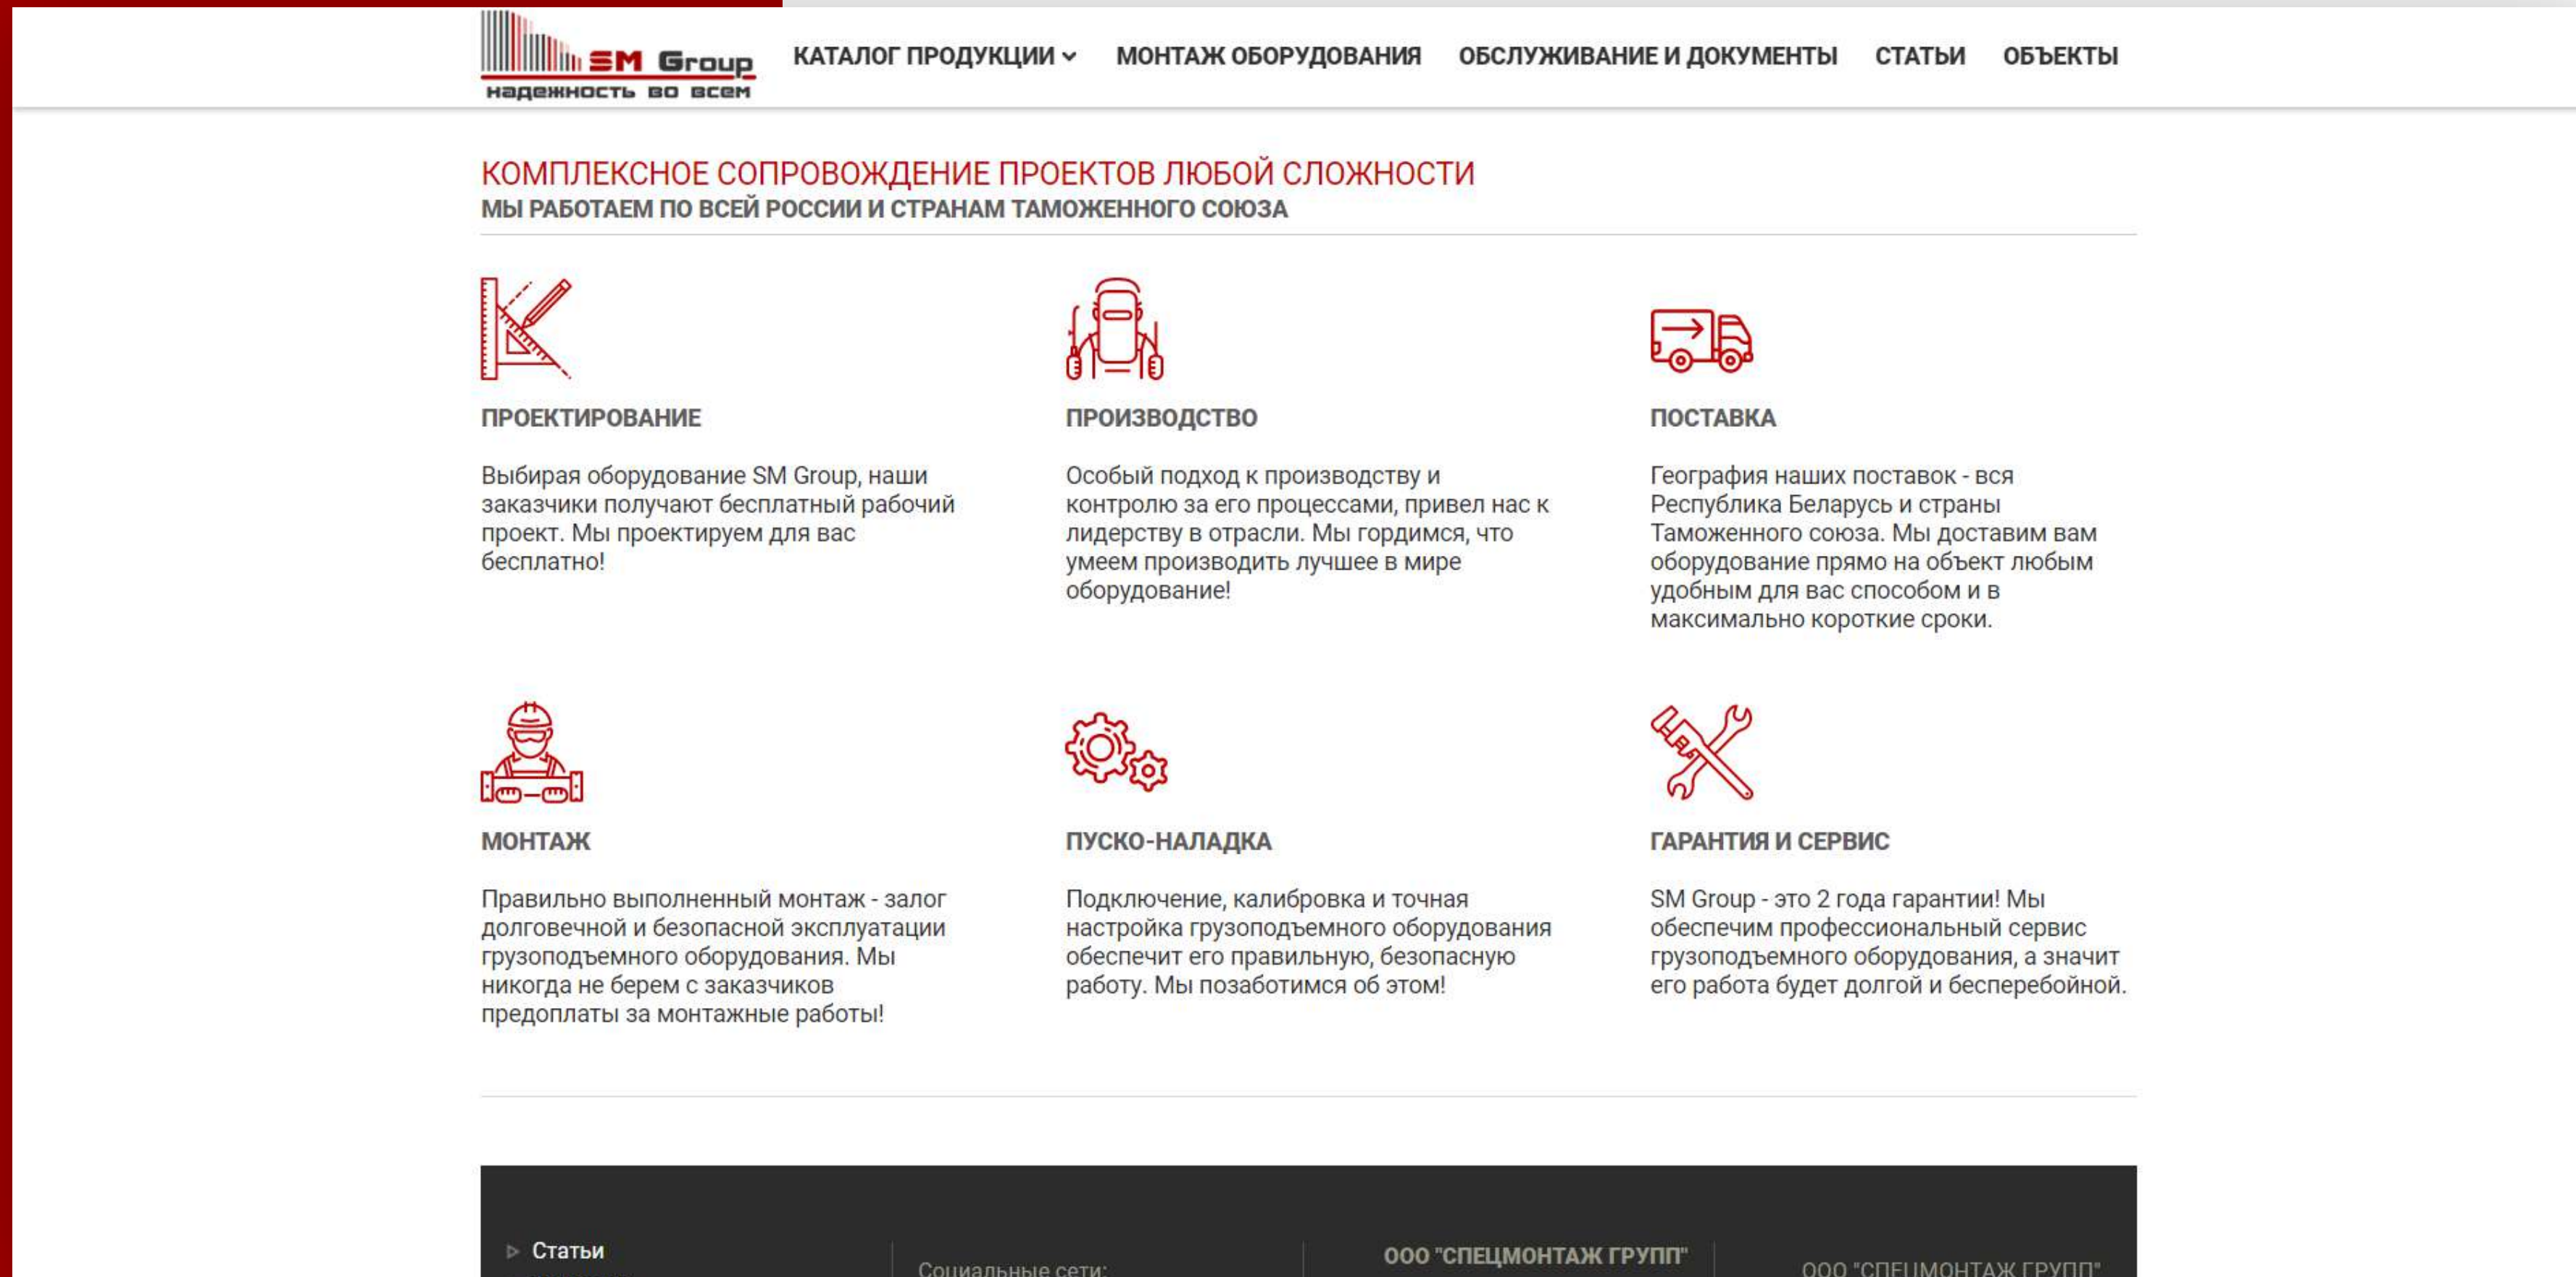 SM Group
надежность во всем
КАТАЛОГ ПРОДУКЦИИ
МОНТАЖ ОБОРУДОВАНИЯ
ОБСЛУЖИВАНИЕ И ДОКУМЕНТЫ
СТАТЬИ
ОБЪЕКТЫ
КОМПЛЕКСНОЕ СОПРОВОЖДЕНИЕ ПРОЕКТОВ ЛЮБОЙ СЛОЖНОСТИ
МЫ РАБОТАЕМ ПО ВСЕЙ РОССИИ И СТРАНАМ ТАМОЖЕННОГО СОЮЗА
ПРОЕКТИРОВАНИЕ
Выбирая оборудование SM Group, наши
заказчики получают бесплатный рабочий
проект. Мы проектируем для вас
бесплатно!
ПРОИЗВОДСТВО
Особый подход к производству и
контролю за его процессами, привел нас к
лидерству в отрасли. Мы гордимся, что
умеем производить лучшее в мире
оборудование!
ПОСТАВКА
География наших поставок - вся
Республика Беларусь и страны
Таможенного союза. Мы доставим вам
оборудование прямо на объект любым
удобным для вас способом и в
максимально короткие сроки.
МОНТАЖ
Правильно выполненный монтаж - залог
долговечной и безопасной эксплуатации
грузоподъемного оборудования. Мы
никогда не берем с заказчиков
предоплаты за монтажные работы!
ПУСКО-НАЛАДКА
Подключение, калибровка и точная
настройка грузоподъемного оборудования
обеспечит его правильную, безопасную
работу. Мы позаботимся об этом!
ГАРАНТИЯ И СЕРВИС
SM Group - это 2 года гарантии! Мы
обеспечим профессиональный сервис
грузоподъемного оборудования, а значит
его работа будет долгой и бесперебойной.
Статьи
Социальные сети:
ООО "СПЕЦМОНТАЖ ГРУПП"
ООО "СПЕЦМОНТАЖ ГРУПП"